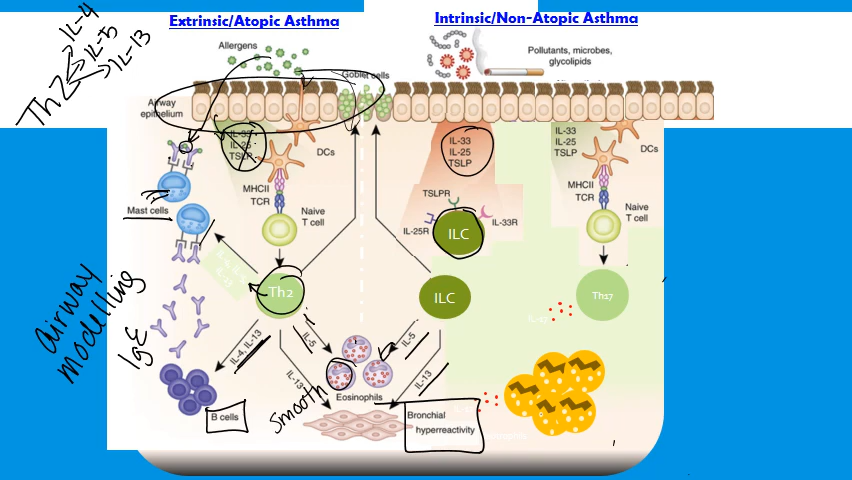 Extrinsic/Atopic Asthma
Intrinsic/Non-Atopic Asthma
Th2
IL-4
IL-5
IL-13
Allergens
Goblet cells
Airway
epithelium
Pollutants, microbes,
glycolipids
IL-33
IL-25
TSLP
DCs
MHCII
TCR
Naive
T cell
Mast cells
Th2
IL-4, IL-13
B cells
IL-5
IL-13
Eosinophils
Smooth
Airway
modelling
IgE
IL-33
IL-25
TSLP
TSLPR
IL-25R
IL-33R
ILC
ILC
IL-5
IL-13
Bronchial
hyperreactivity
IL-33
IL-25
TSLP
DCs
MHCII
TCR
Naive
T cell
Th17
IL-17